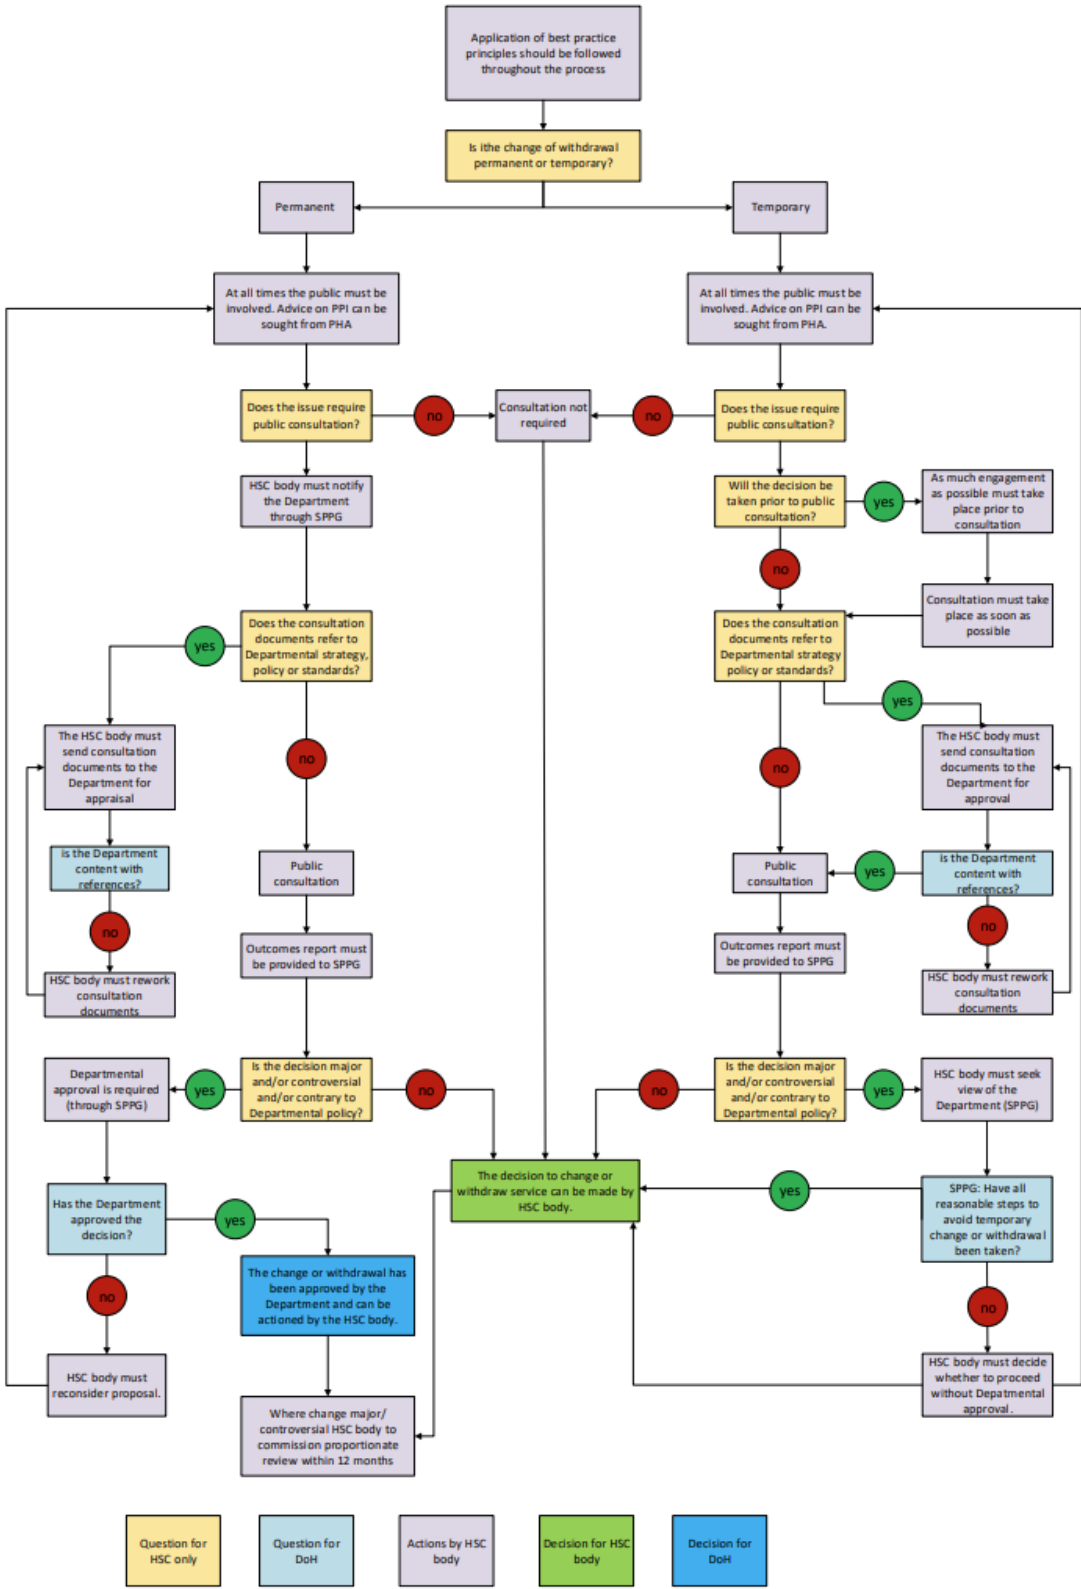 Application of best practice
principles should be followed
throughout the process
Is ithe change of withdrawal
permanent or temporary?
Permanent
Temporary
At all times the public must be
involved. Advice on PPI can be
sought from PHA
At all times the public must be
involved. Advice on PPI can be
sought from PHA.
Does the issue require
public consultation?
no
Consultation not
required
no
Does the issue require
public consultation?
HSC body must notify
the Department
through SPPG
Will the decision be
taken prior to public
consultation?
yes
As much engagement
as possible must take
place prior to
consultation
no
Consultation must take
place as soon as
possible
Does the consultation
documents refer to
Departmental strategy,
policy or standards?
yes
Does the consultation
documents refer to
Departmental strategy
policy or standards?
yes
The HSC body must
send consultation
documents to the
Department for
appraisal
no
no
The HSC body must
send consultation
documents to the
Department for
approval
is the Department
content with
references?
Public
consultation
Public
consultation
yes
is the Department
content with
references?
no
no
Outcomes report must
be provided to SPPG
Outcomes report must
be provided to SPPG
HSC body must rework
consultation
documents
HSC body must rework
consultation
documents
Departmental
approval is required
(through SPPG)
yes
Is the decision major
and/or controversial
and/or contrary to
Departmental policy?
no
no
Is the decision major
and/or controversial
and/or contrary to
Departmental policy?
yes
HSC body must seek
view of the
Department (SPPG)
The decision to change or
withdraw service can be made by
HSC body.
yes
SPPG: Have all
reasonable steps to
avoid temporary
change or withdrawal
been taken?
Has the Department
approved the
decision?
yes
no
The change or withdrawal has
been approved by the
Department and can be
actioned by the HSC body.
no
HSC body must
reconsider proposal.
HSC body must decide
whether to proceed
without Depatmental
approval.
Where change major/
controversial HSC body to
commission proportionate
review within 12 months
Question for
HSC only
Question for
DoH
Actions by HSC
body
Decision for HSC
body
Decision for
DoH